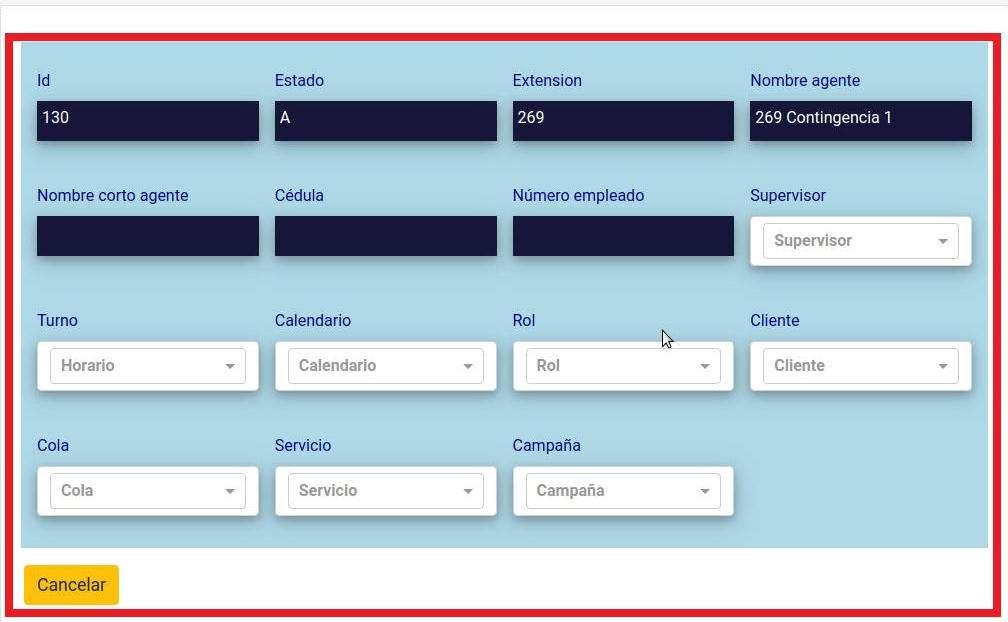 Id Estado Extension Nombre agente
130 A 269 269 Contingencia 1
Nombre corto agente Cédula Número empleado Supervisor
Supervisor
Turno Calendario Rol Cliente
Horario Calendario Rol Cliente
Cola Servicio Campaña
Cola Servicio Campaña
Cancelar